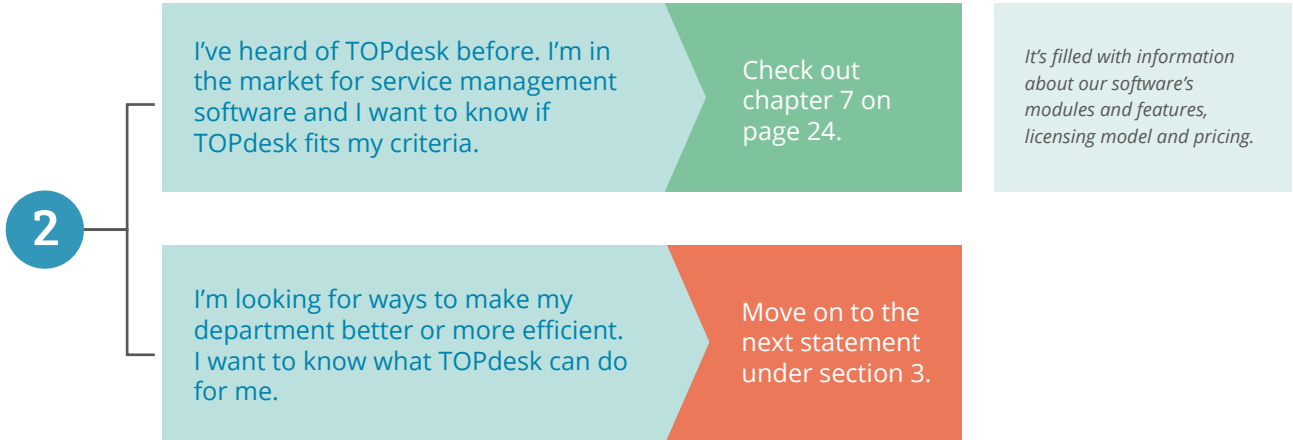 I’ve heard of TOPdesk before. I’m in
the market for service management
software and I want to know if
TOPdesk fits my criteria.
Check out
chapter 7 on
page 24.
It’s filled with information
about our software’s
modules and features,
licensing model and pricing.
2
I’m looking for ways to make my
department better or more efficient.
I want to know what TOPdesk can do
for me.
Move on to the
next statement
under section 3.